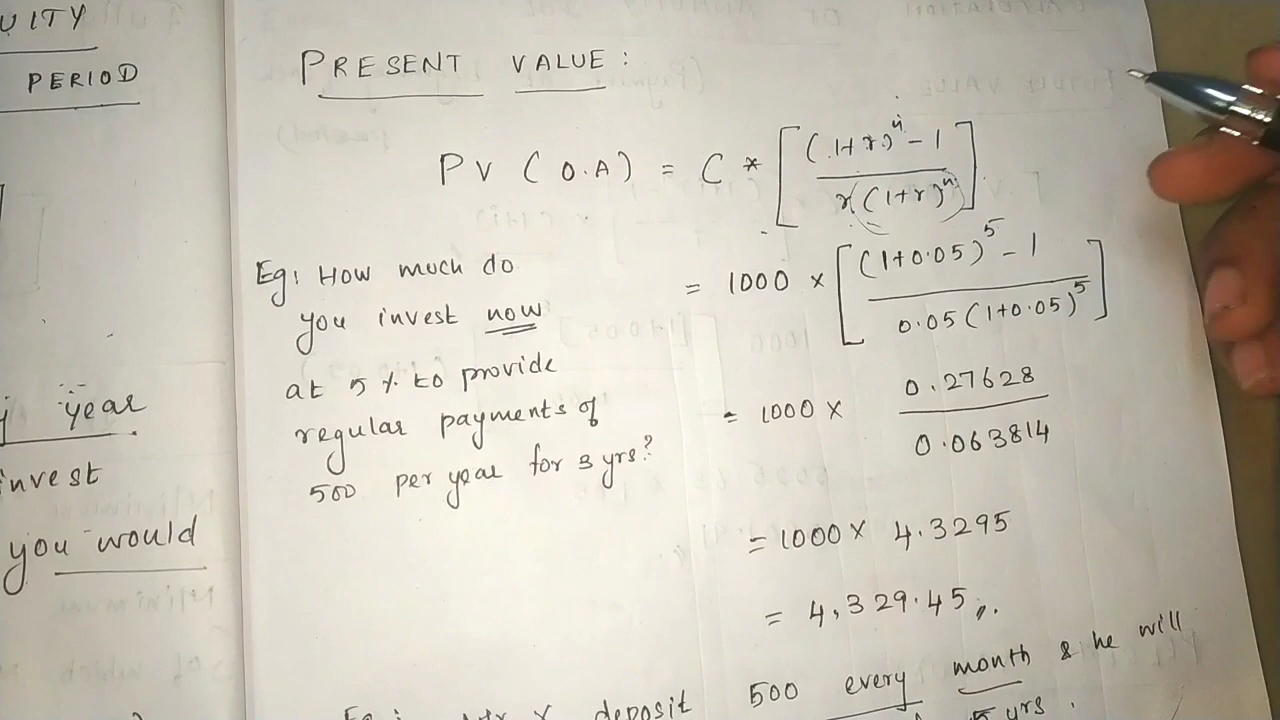 UITY
PERIOD
year
invest
you would
PRESENT VALUE :
PV ( O.A ) = C * [ (1+r)^n - 1 / r(1+r)^n ]
Eg: How much do
you invest now
at 5 % to provide
regular payments of
500 per year for 3 yrs?
= 1000 × [ (1+0.05)^5 - 1 / 0.05 (1+0.05)^5 ]
= 1000 × 0.27628 / 0.063814
= 1000 × 4.3295
= 4,329.45
Eg : deposit 500 every month & he will
5 yrs .